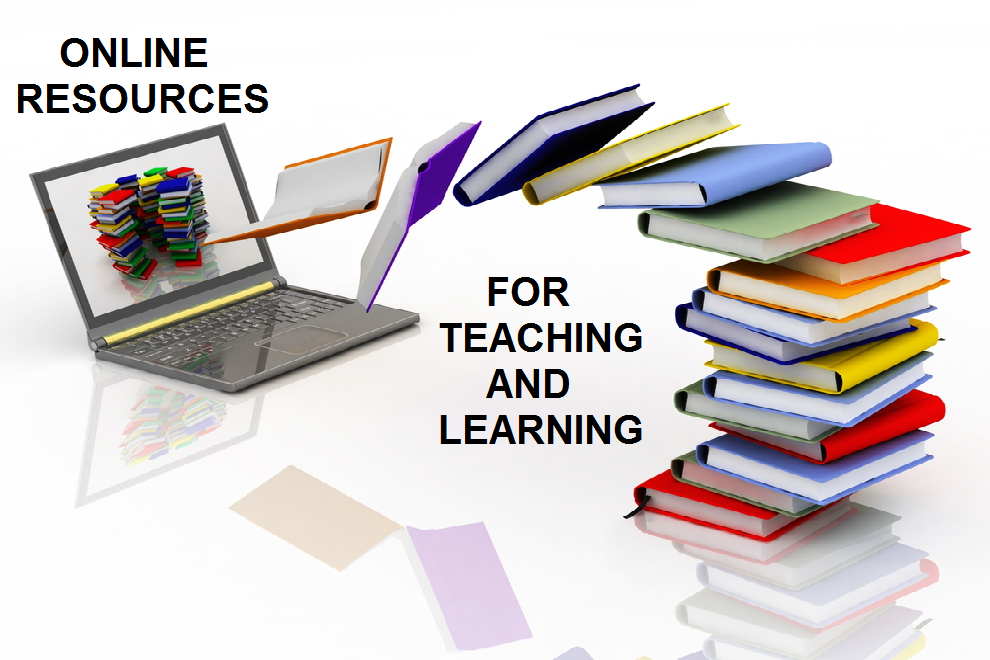 ONLINE
RESOURCES
FOR
TEACHING
AND
LEARNING